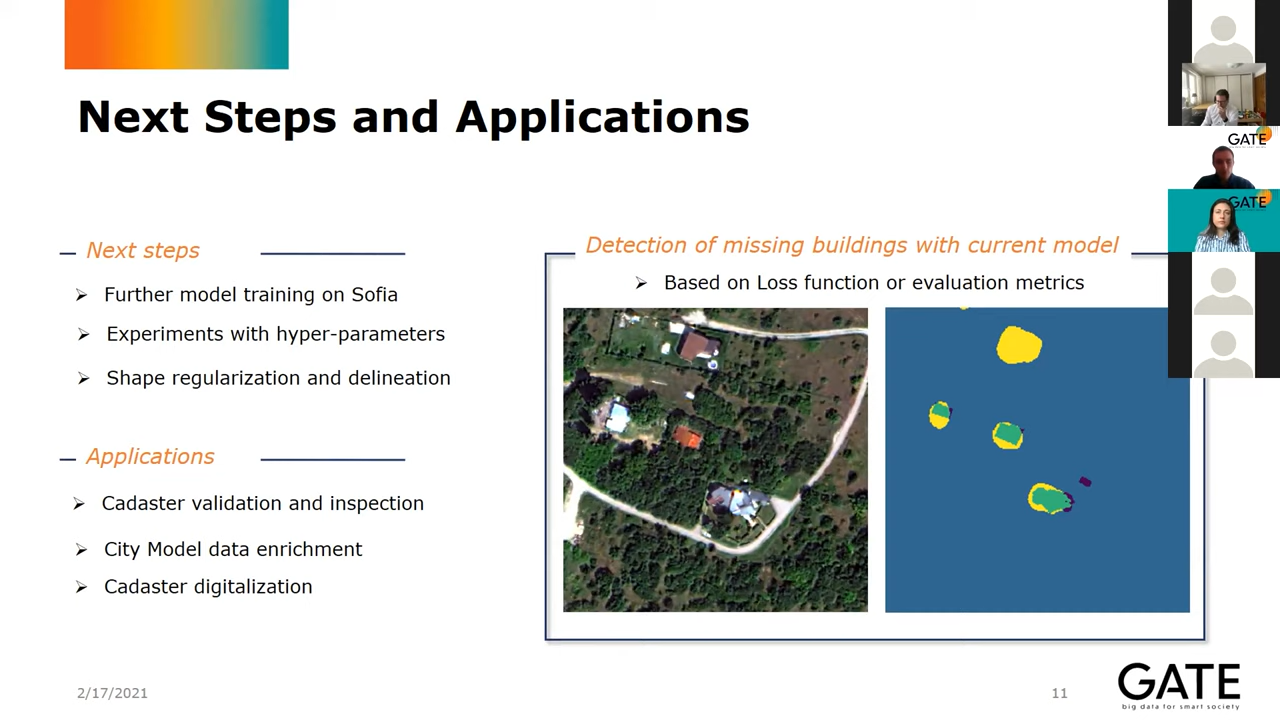 Next Steps and Applications
Next steps
Further model training on Sofia
Experiments with hyper-parameters
Shape regularization and delineation
Applications
Cadaster validation and inspection
City Model data enrichment
Cadaster digitalization
Detection of missing buildings with current model
Based on Loss function or evaluation metrics
GATE
GATE
2/17/2021
11
GATE
big data for smart society